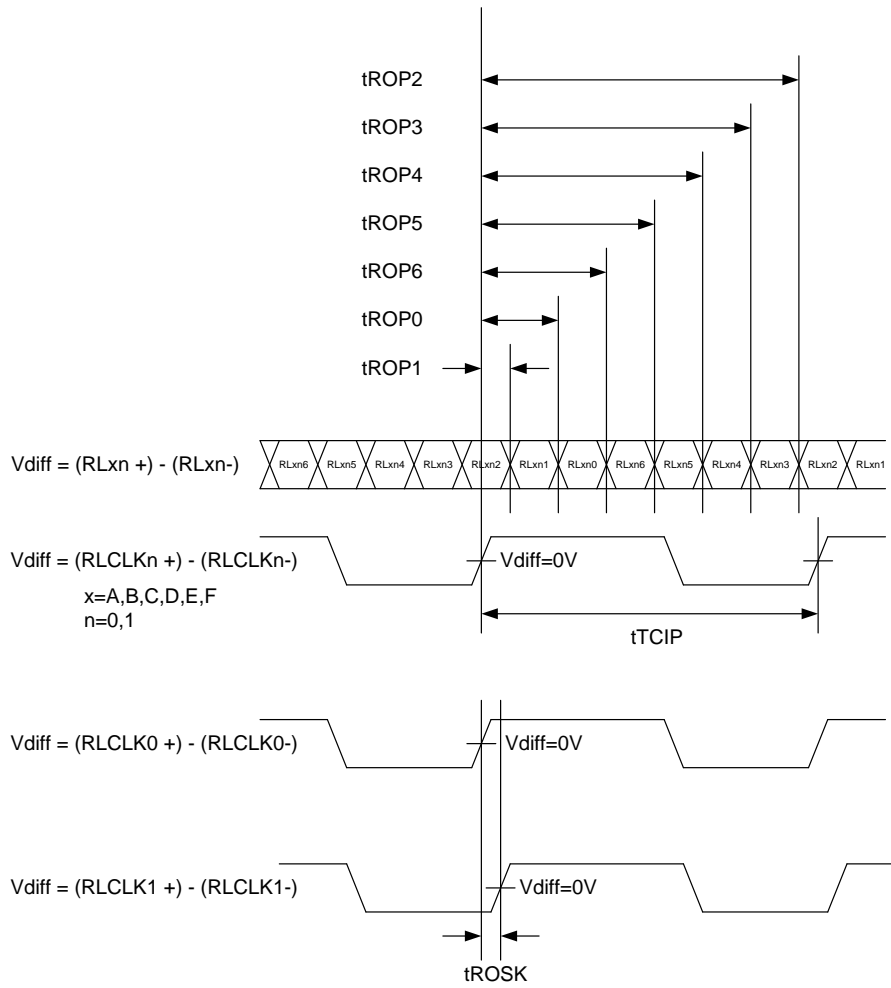 tROP2
tROP3
tROP4
tROP5
tROP6
tROP0
tROP1
Vdiff = (RLxn +) - (RLxn-)
RLxn6 RLxn5 RLxn4 RLxn3 RLxn2 RLxn1 RLxn0 RLxn6 RLxn5 RLxn4 RLxn3 RLxn2 RLxn1
Vdiff = (RLCLKn +) - (RLCLKn-)
Vdiff=0V
x=A,B,C,D,E,F
n=0,1
tTCIP
Vdiff = (RLCLK0 +) - (RLCLK0-)
Vdiff=0V
Vdiff = (RLCLK1 +) - (RLCLK1-)
Vdiff=0V
tROSK